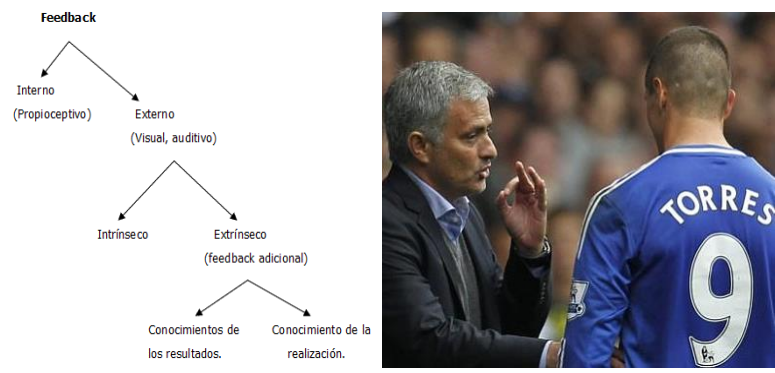 Feedback
Interno
(Propioceptivo)
Externo
(Visual, auditivo)
Intrínseco
Extrínseco
(feedback adicional)
Conocimientos de
los resultados.
Conocimiento de la
realización.
TORRES
9